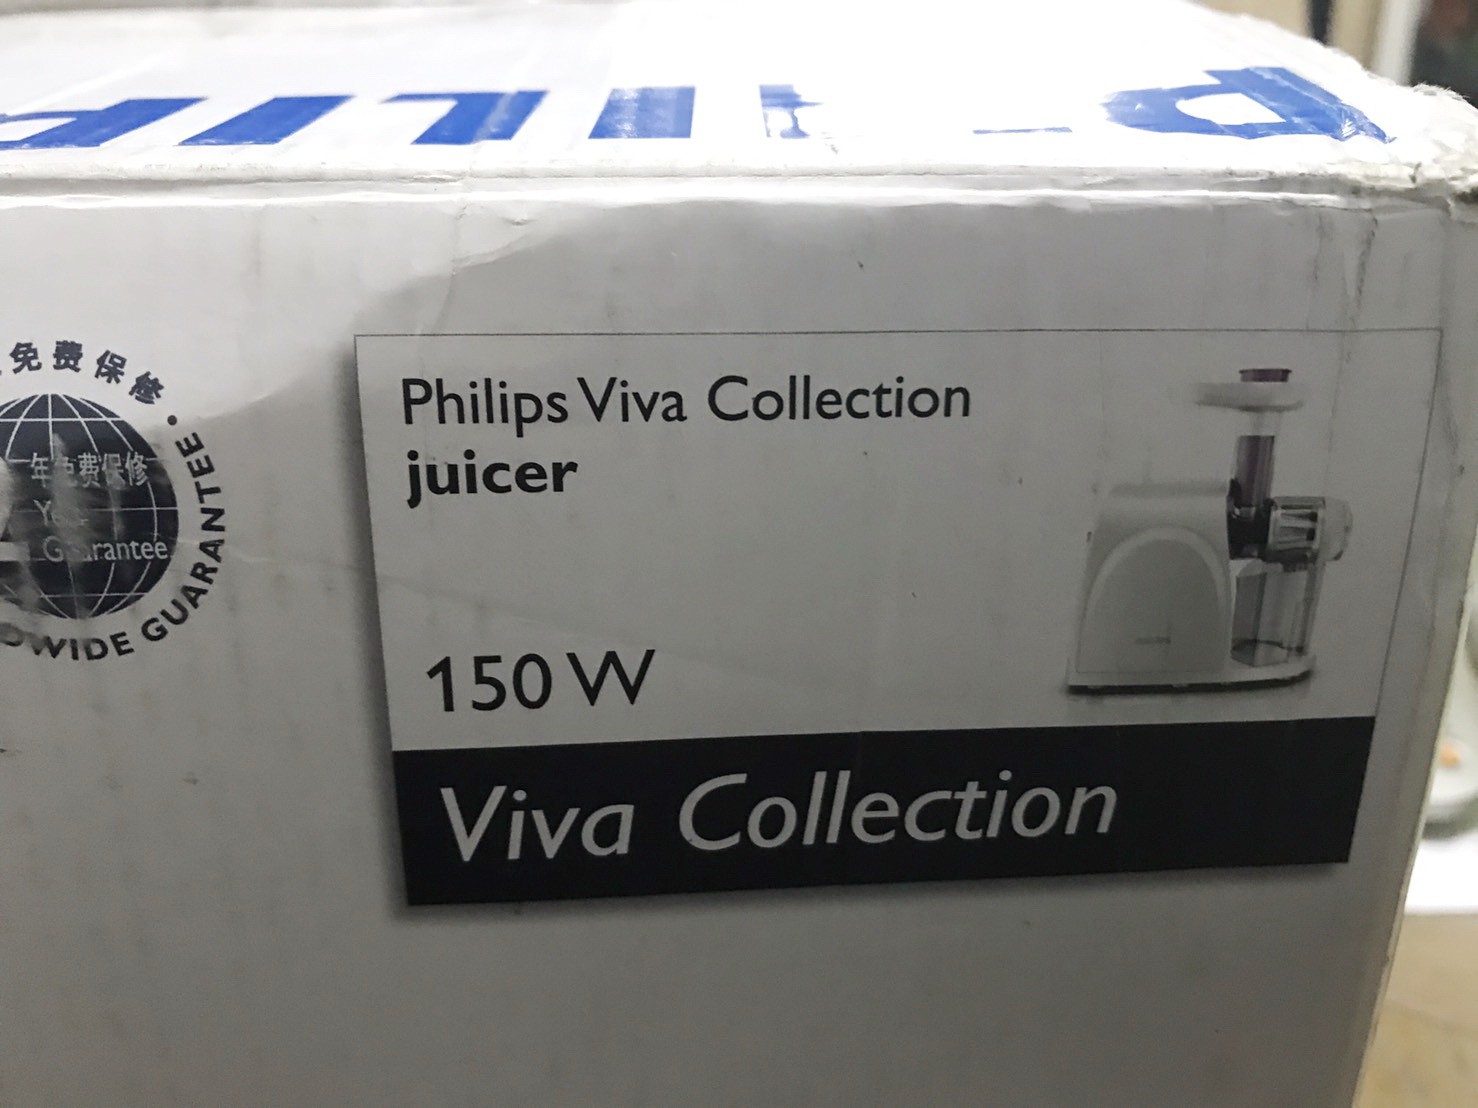 免费保修
年免费保修
Guarantee
WIDE GUARANTEE
Philips Viva Collection
juicer
150 W
Viva Collection